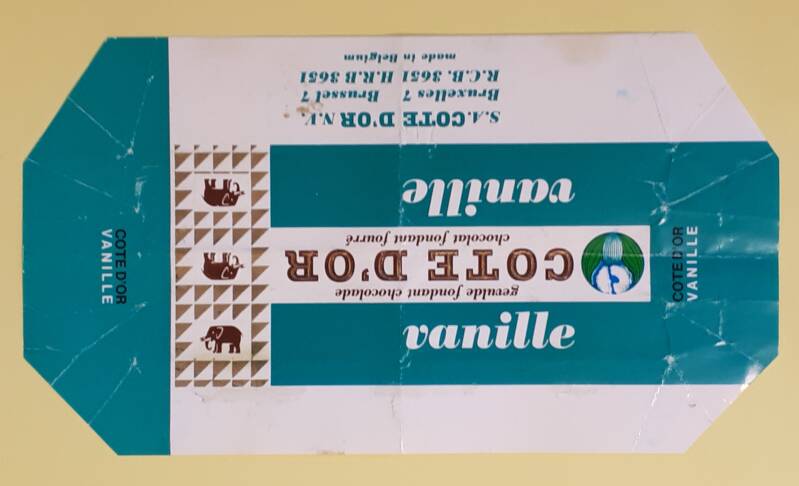 S.A. COTE D'OR N.V.
Bruxelles 7 Brussel 7
R.C.B. 3651 H.R.B 3651
made in Belgium
vanille
chocolat fondant fourré
COTE D'OR
gevulde fondant chocolade
vanille
COTE D'OR
VANILLE
COTE D'OR
VANILLE